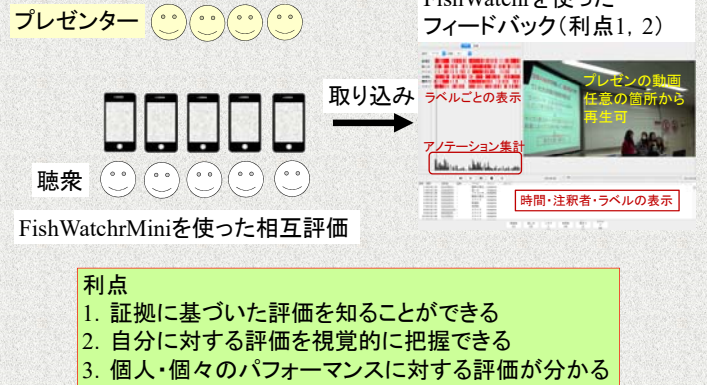 FishWatchrを使った
フィードバック（利点1，2）
プレゼンター
取り込み
ラベルごとの表示
プレゼンの動画
任意の箇所から
再生可
アノテーション集計
時間・注釈者・ラベルの表示
聴衆
FishWatchrMiniを使った相互評価
利点
1. 証拠に基づいた評価を知ることができる
2. 自分に対する評価を視覚的に把握できる
3. 個人・個々のパフォーマンスに対する評価が分かる